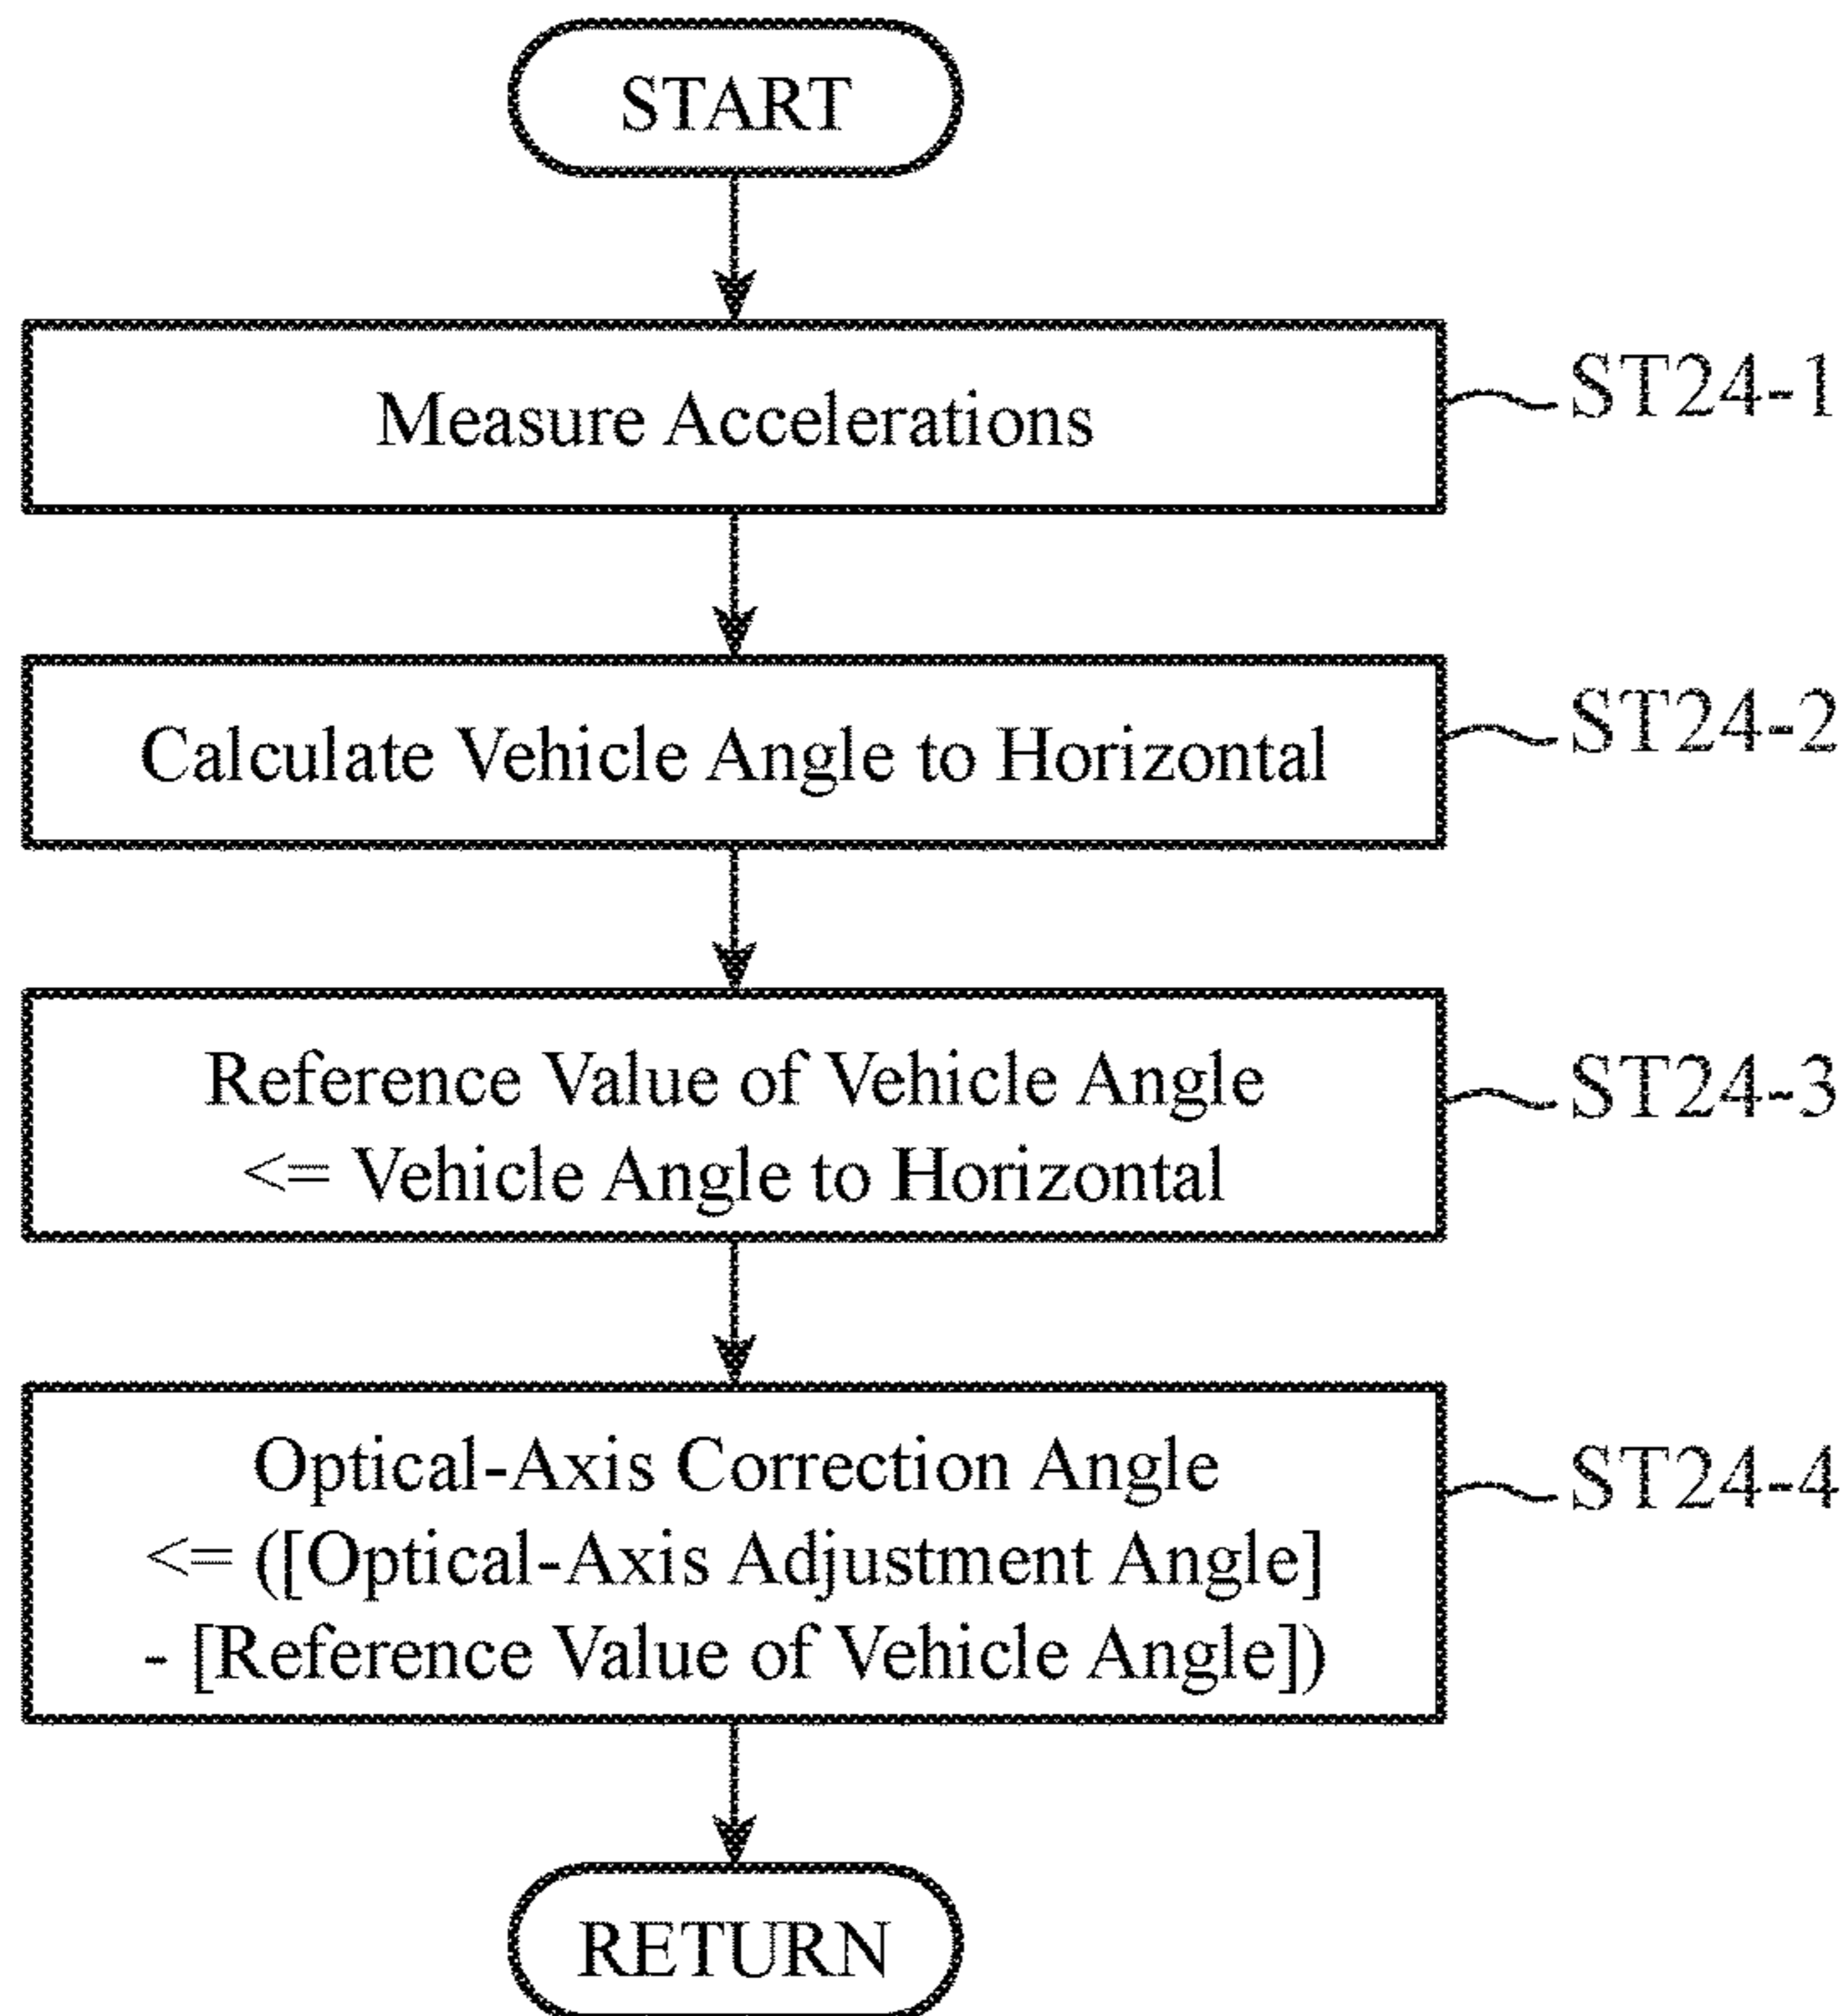 START
Measure Accelerations
ST24-1
Calculate Vehicle Angle to Horizontal
ST24-2
Reference Value of Vehicle Angle
<= Vehicle Angle to Horizontal
ST24-3
Optical-Axis Correction Angle
<= ([Optical-Axis Adjustment Angle]
- [Reference Value of Vehicle Angle])
ST24-4
RETURN